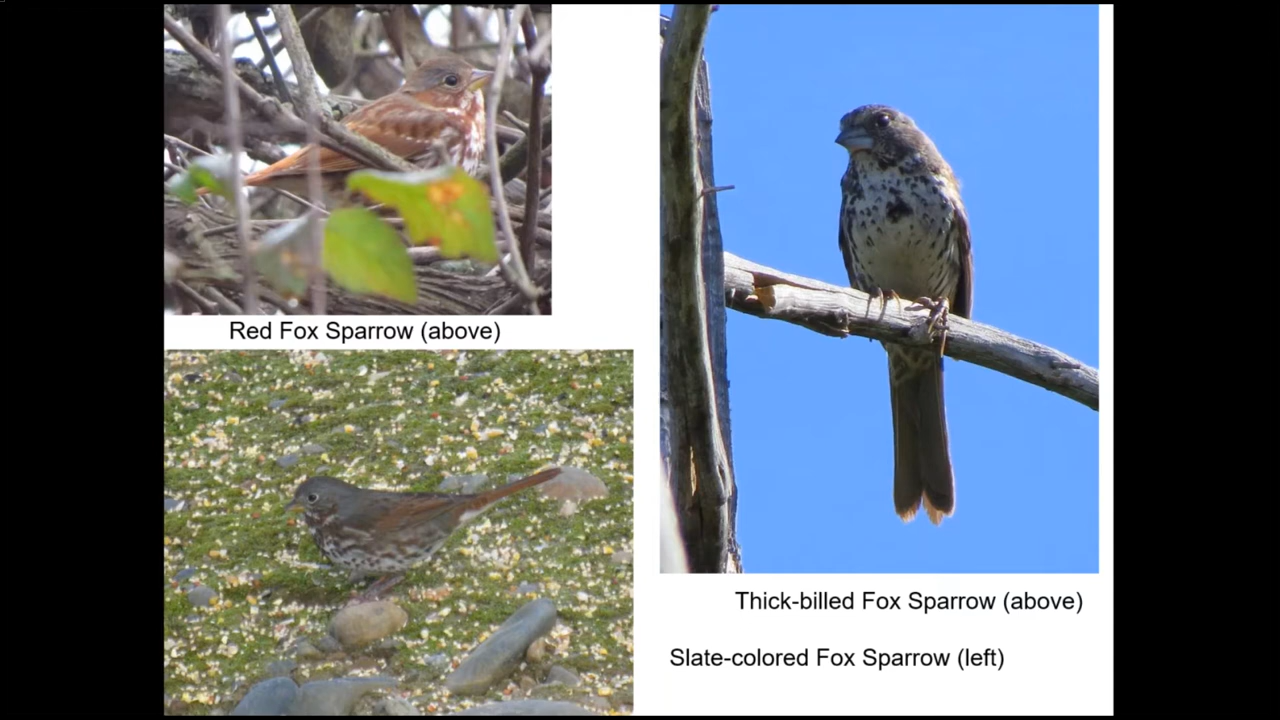 Red Fox Sparrow (above)
Thick-billed Fox Sparrow (above)
Slate-colored Fox Sparrow (left)